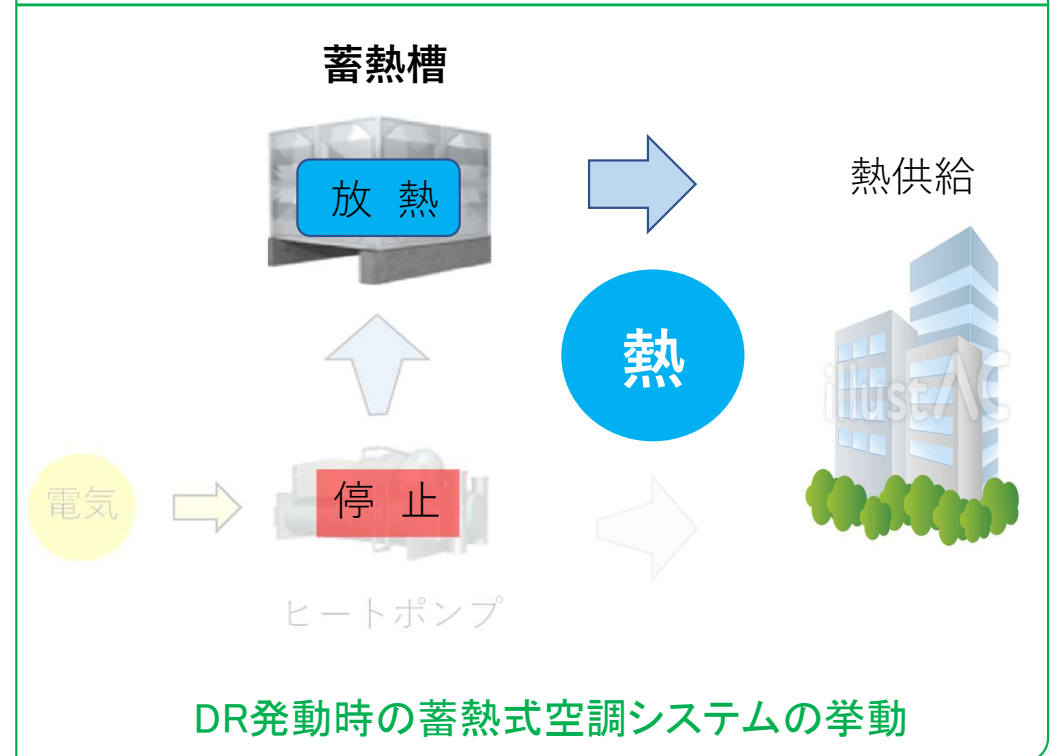 蓄熱槽
放 熱
熱供給
熱
illustAC
電気
停 止
ヒートポンプ
DR発動時の蓄熱式空調システムの挙動